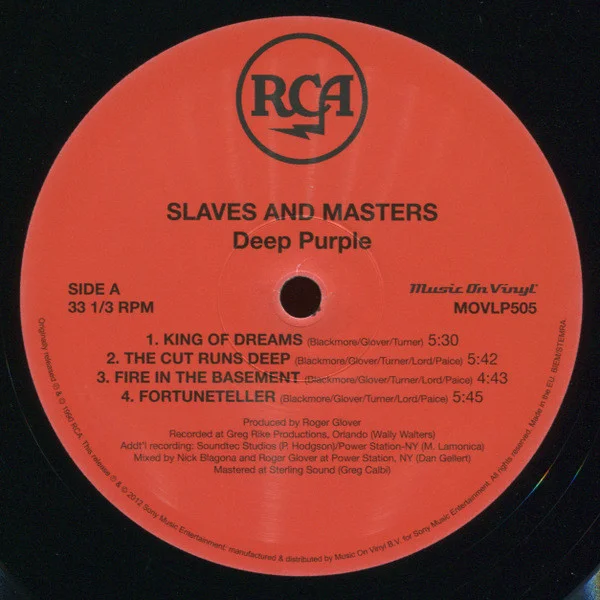 RCA
SLAVES AND MASTERS
Deep Purple
SIDE A
33 1/3 RPM
Music On Vinyl
MOVLP505
1. KING OF DREAMS (Blackmore/Glover/Turner) 5:30
2. THE CUT RUNS DEEP (Blackmore/Glover/Turner/Lord/Paice) 5:42
3. FIRE IN THE BASEMENT (Blackmore/Glover/Turner/Lord/Paice) 4:43
4. FORTUNETELLER (Blackmore/Glover/Turner/Lord/Paice) 5:45
Produced by Roger Glover
Recorded at Greg Rike Productions, Orlando (Wally Walters)
Addt'l recording: Soundtec Studios (P. Hodgson)/Power Station-NY (M. Lamonica)
Mixed by Nick Blagona and Roger Glover at Power Station, NY (Dan Gellert)
Mastered at Sterling Sound (Greg Calbi)
Originally released ℗ & © 1990 RCA. This release ℗ & © 2012 Sony Music Entertainment; manufactured & distributed by Music On Vinyl B.V. for Sony Music Entertainment. All rights reserved. Made in the EU. BIEM/STEMRA.